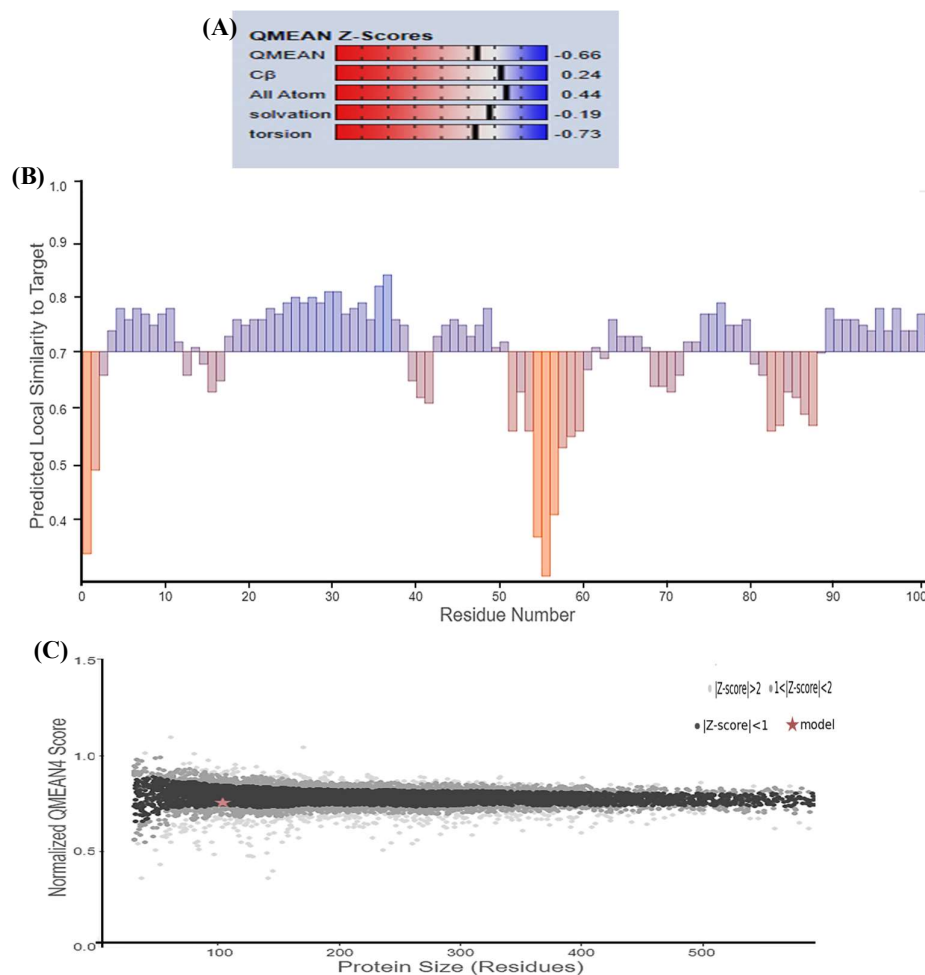 (A)
QMEAN Z-Scores
QMEAN -0.66
Cβ 0.24
All Atom 0.44
solvation -0.19
torsion -0.73
(B)
Predicted Local Similarity to Target
1.0
0.9
0.8
0.7
0.6
0.5
0.4
0 10 20 30 40 50 60 70 80 90 100
Residue Number
(C)
Normalized QMEAN4 Score
1.5
1.0
0.5
0.0
|Z-score|>2 1<|Z-score|<2
|Z-score|<1 model
100 200 300 400 500
Protein Size (Residues)